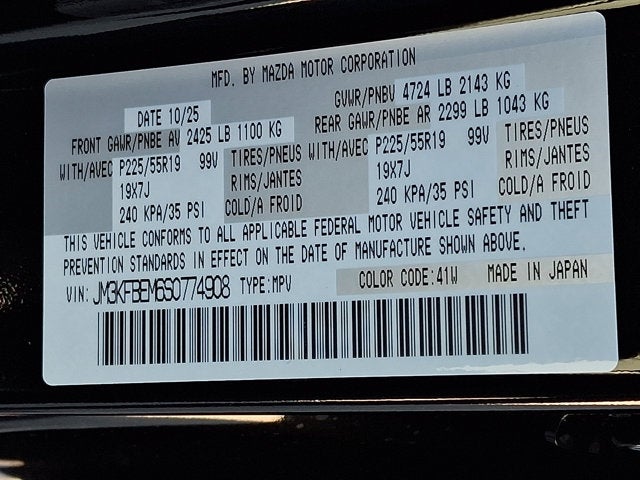 MFD. BY MAZDA MOTOR CORPORATION
DATE 10/25 GVWR/PNBV 4724 LB 2143 KG
FRONT GAWR/PNBE AV 2425 LB 1100 KG REAR GAWR/PNBE AR 2299 LB 1043 KG
WITH/AVEC P225/55R19 99V TIRES/PNEUS WITH/AVEC P225/55R19 99V TIRES/PNEUS
19X7J RIMS/JANTES 19X7J RIMS/JANTES
240 KPA/35 PSI COLD/A FROID 240 KPA/35 PSI COLD/A FROID
THIS VEHICLE CONFORMS TO ALL APPLICABLE FEDERAL MOTOR VEHICLE SAFETY AND THEFT
PREVENTION STANDARDS IN EFFECT ON THE DATE OF MANUFACTURE SHOWN ABOVE.
VIN: JM3KFBEM6S0774908 TYPE:MPV COLOR CODE:41W MADE IN JAPAN